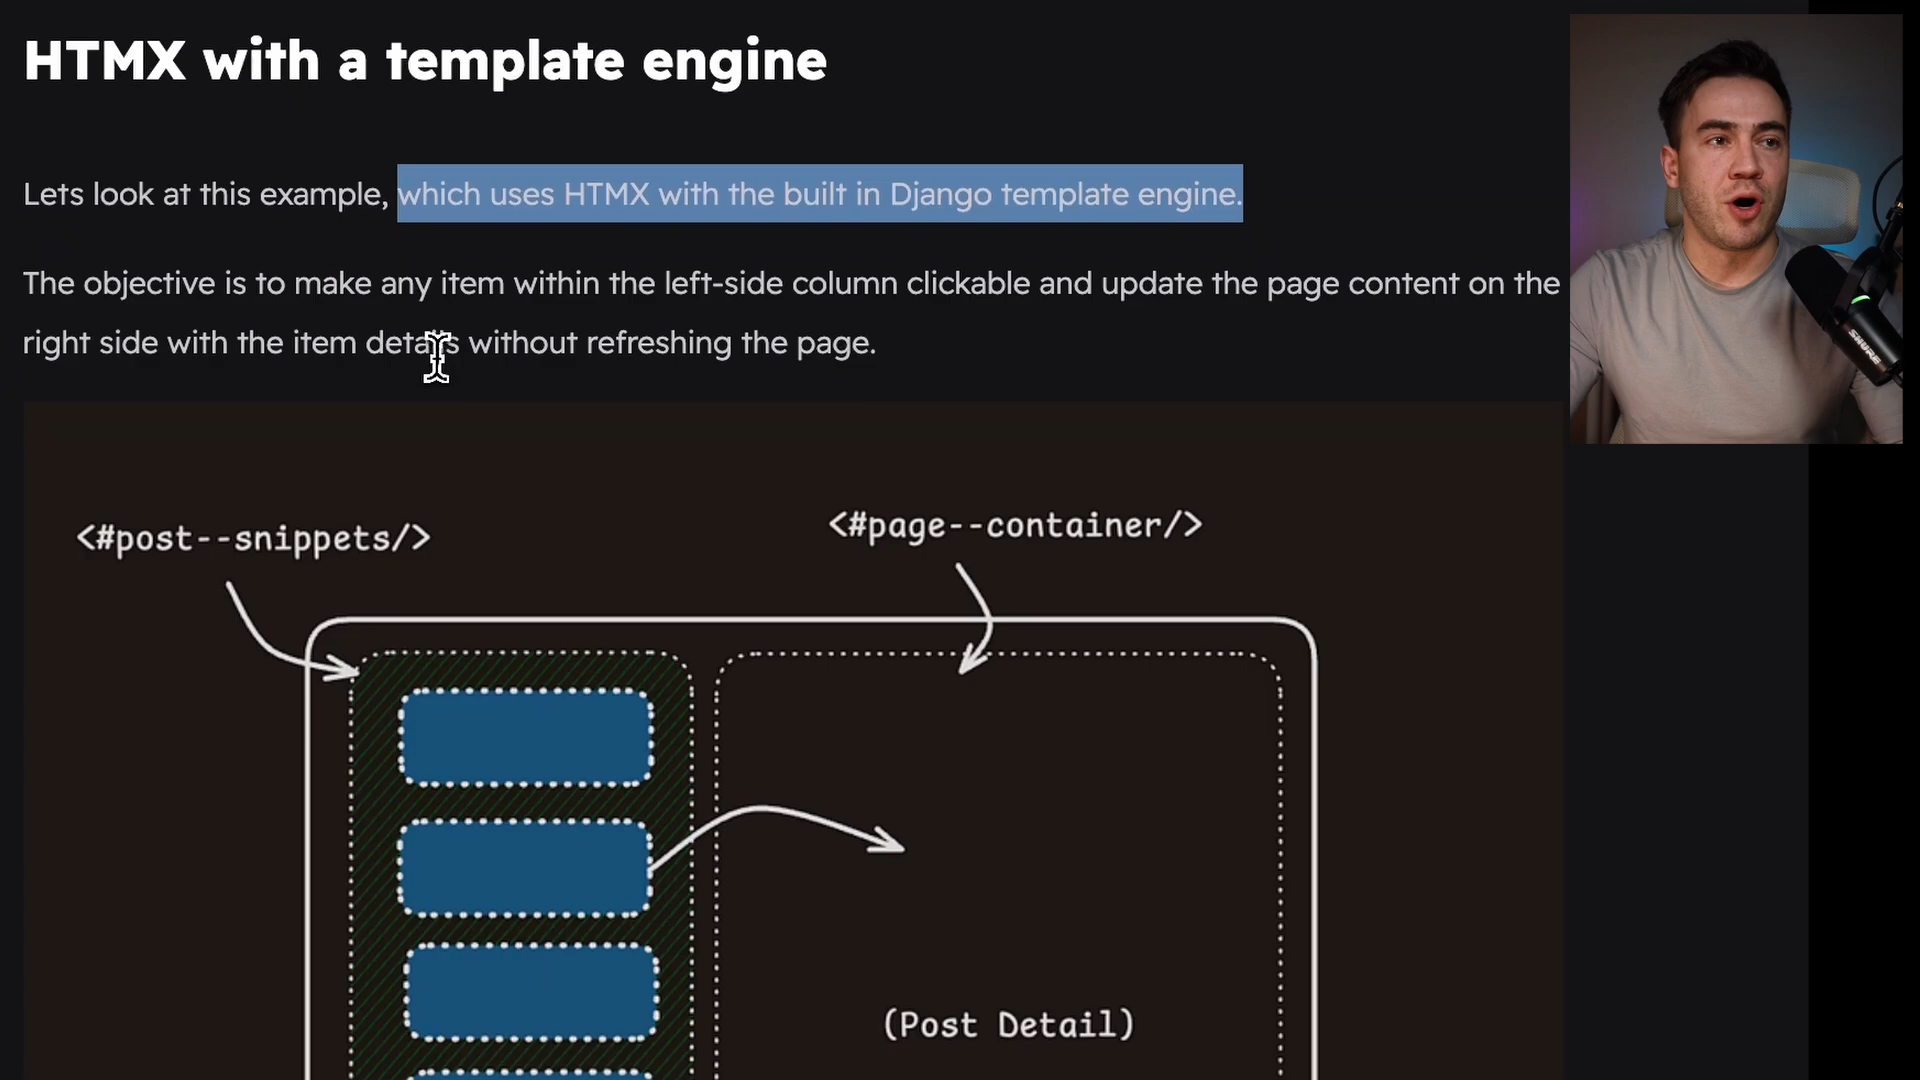 HTMX with a template engine
Lets look at this example, which uses HTMX with the built in Django template engine.
The objective is to make any item within the left-side column clickable and update the page content on the
right side with the item details without refreshing the page.
<#post--snippets/>
<#page--container/>
(Post Detail)
SHURE